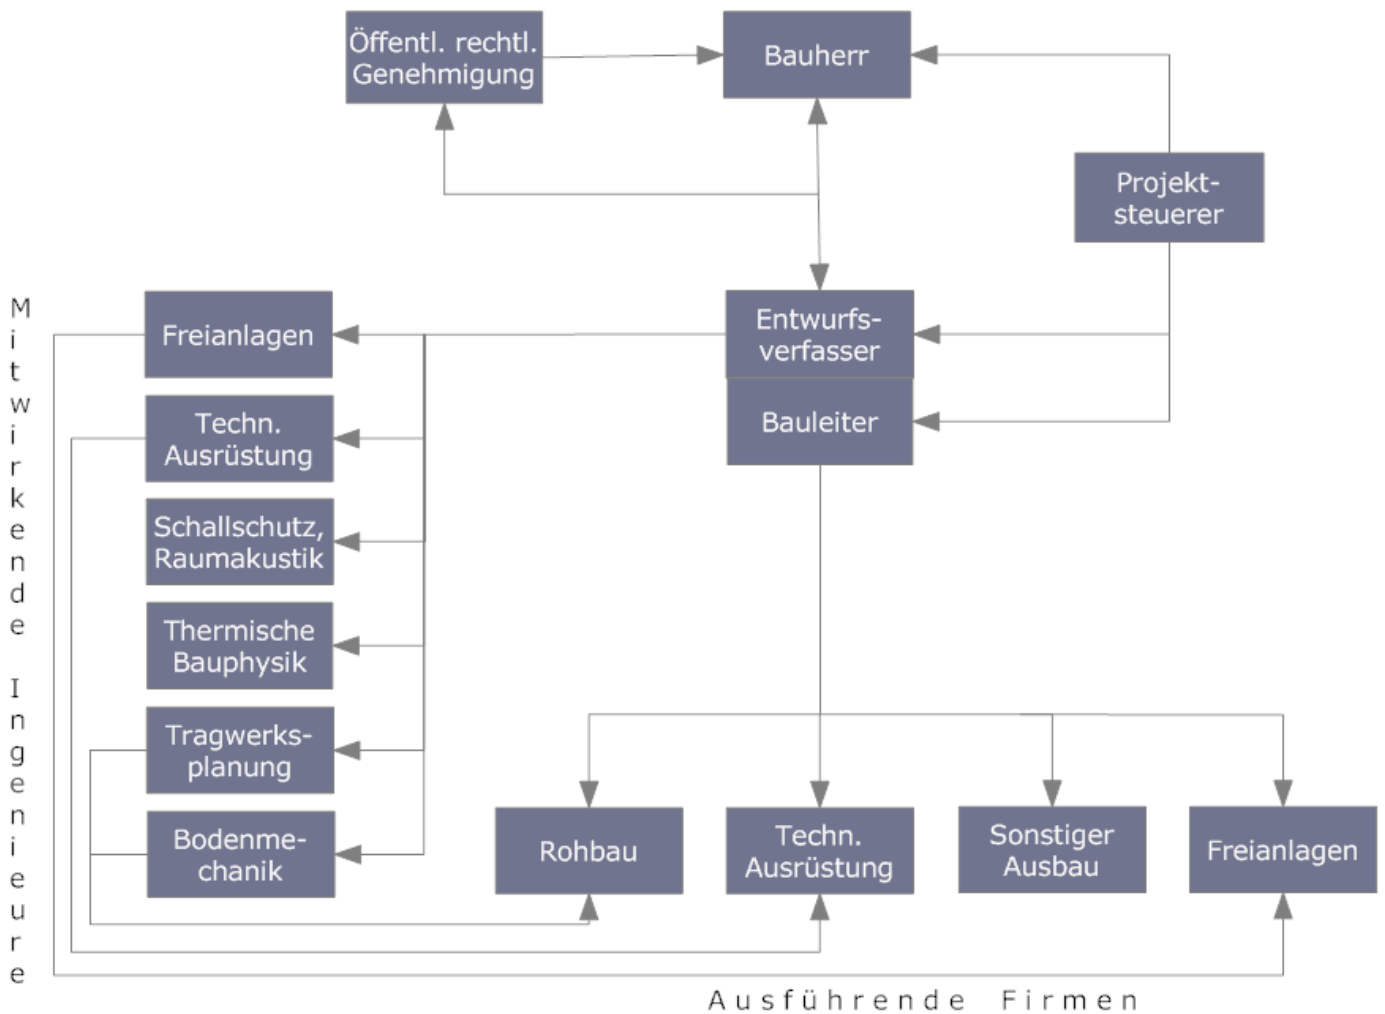 Öffentl. rechtl.
Genehmigung
Bauherr
Projekt-
steuerer
Entwurfs-
verfasser
Bauleiter
Mitwirkende Ingenieure
Freianlagen
Techn.
Ausrüstung
Schallschutz,
Raumakustik
Thermische
Bauphysik
Tragwerks-
planung
Bodenme-
chanik
Rohbau
Techn.
Ausrüstung
Sonstiger
Ausbau
Freianlagen
Ausführende Firmen